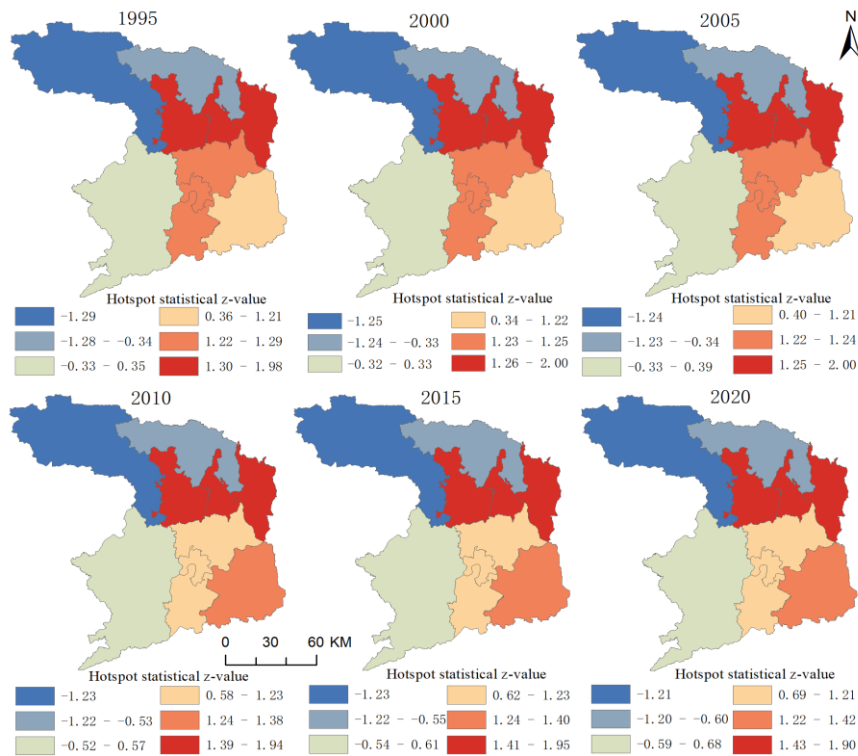 1995
2000
2005
N
Hotspot statistical z-value
-1.29
-1.28 - -0.34
-0.33 - 0.35
0.36 - 1.21
1.22 - 1.29
1.30 - 1.98
Hotspot statistical z-value
-1.25
-1.24 - -0.33
-0.32 - 0.33
0.34 - 1.22
1.23 - 1.25
1.26 - 2.00
Hotspot statistical z-value
-1.24
-1.23 - -0.34
-0.33 - 0.39
0.40 - 1.21
1.22 - 1.24
1.25 - 2.00
2010
2015
2020
0 30 60 KM
Hotspot statistical z-value
-1.23
-1.22 - -0.53
-0.52 - 0.57
0.58 - 1.23
1.24 - 1.38
1.39 - 1.94
Hotspot statistical z-value
-1.23
-1.22 - -0.55
-0.54 - 0.61
0.62 - 1.23
1.24 - 1.40
1.41 - 1.95
Hotspot statistical z-value
-1.21
-1.20 - -0.60
-0.59 - 0.68
0.69 - 1.21
1.22 - 1.42
1.43 - 1.90